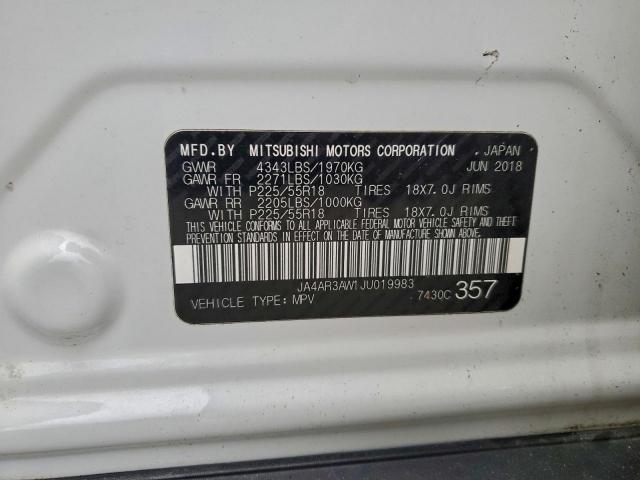 MFD.BY MITSUBISHI MOTORS CORPORATION , JAPAN
GVWR 4343LBS/1970KG JUN 2018
GAWR FR 2271LBS/1030KG
WITH P225/55R18 TIRES 18X7.0J RIMS
GAWR RR 2205LBS/1000KG
WITH P225/55R18 TIRES 18X7.0J RIMS
THIS VEHICLE CONFORMS TO ALL APPLICABLE FEDERAL MOTOR VEHICLE SAFETY AND THEFT
PREVENTION STANDARDS IN EFFECT ON THE DATE OF MANUFACTURE SHOWN ABOVE.
JA4AR3AW1JU019983
VEHICLE TYPE: MPV 7430C 357